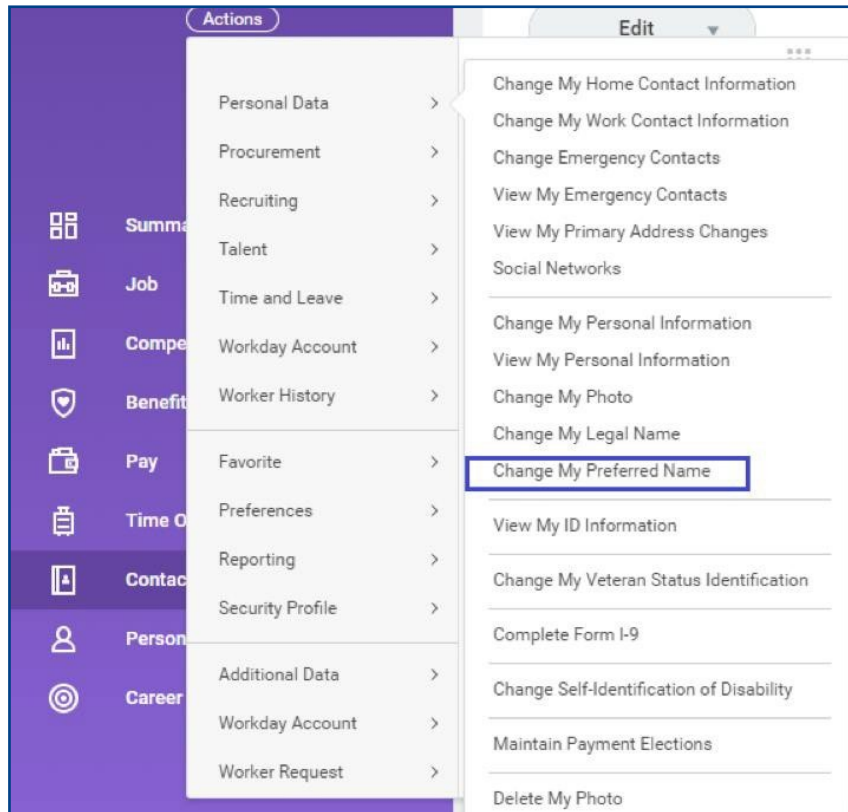 Actions
Edit
Summa
Job
Compe
Benefit
Pay
Time O
Contac
Person
Career
Personal Data
Procurement
Recruiting
Talent
Time and Leave
Workday Account
Worker History
Favorite
Preferences
Reporting
Security Profile
Additional Data
Workday Account
Worker Request
Change My Home Contact Information
Change My Work Contact Information
Change Emergency Contacts
View My Emergency Contacts
View My Primary Address Changes
Social Networks
Change My Personal Information
View My Personal Information
Change My Photo
Change My Legal Name
Change My Preferred Name
View My ID Information
Change My Veteran Status Identification
Complete Form I-9
Change Self-Identification of Disability
Maintain Payment Elections
Delete My Photo